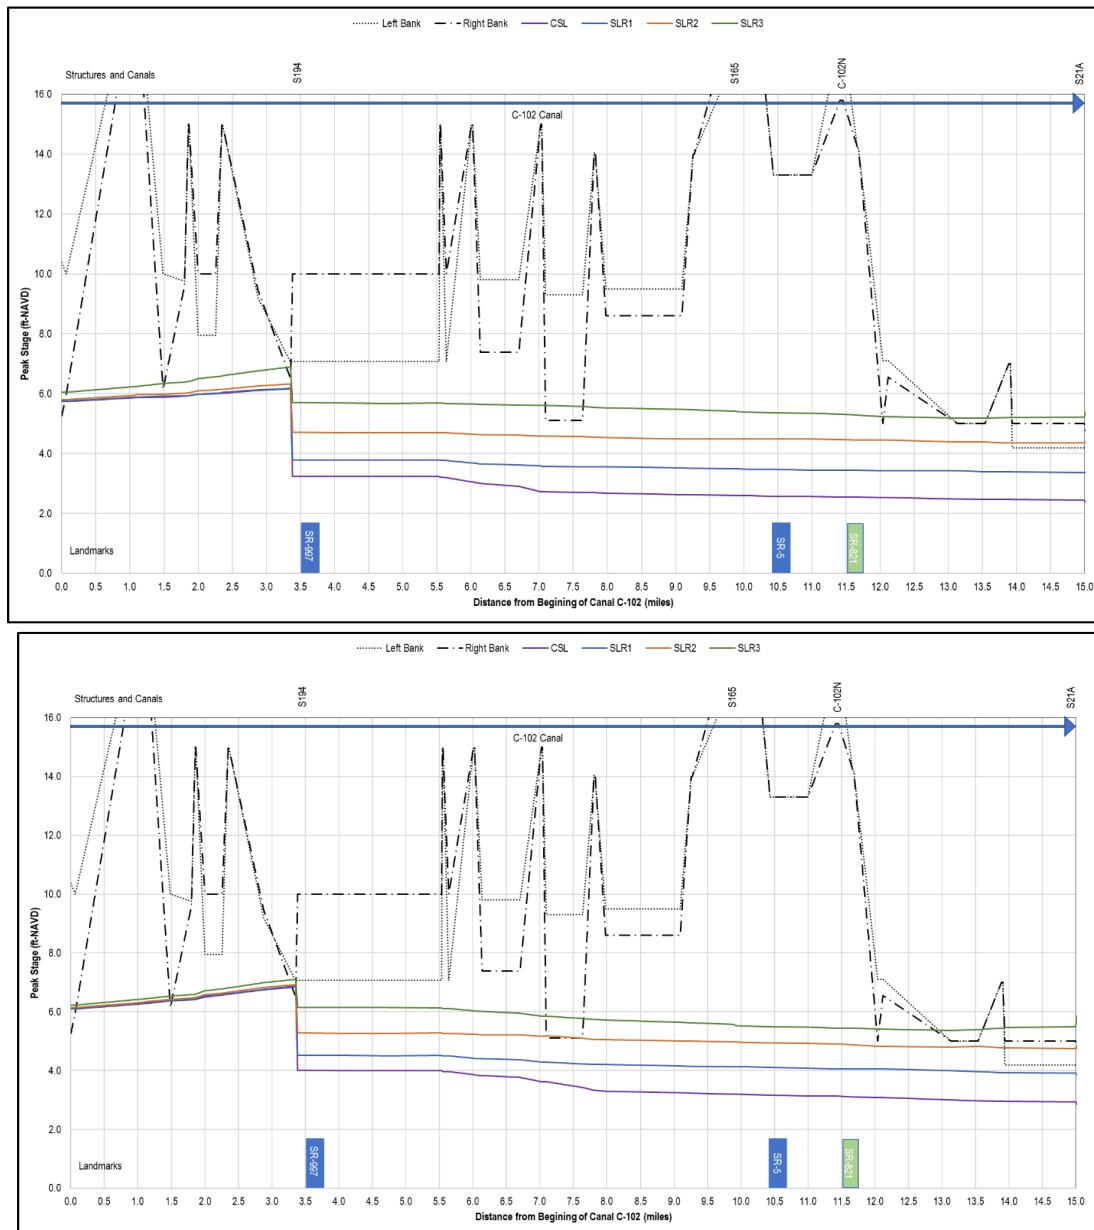 Left Bank Right Bank CSL SLR1 SLR2 SLR3
Structures and Canals
S194
S165
C-102N
S21A
C-102 Canal
Peak Stage (ft-NAVD)
16.0
14.0
12.0
10.0
8.0
6.0
4.0
2.0
0.0
Landmarks
SR-997
SR-5
SR-821
0.0 0.5 1.0 1.5 2.0 2.5 3.0 3.5 4.0 4.5 5.0 5.5 6.0 6.5 7.0 7.5 8.0 8.5 9.0 9.5 10.0 10.5 11.0 11.5 12.0 12.5 13.0 13.5 14.0 14.5 15.0
Distance from Begining of Canal C-102 (miles)
Left Bank Right Bank CSL SLR1 SLR2 SLR3
Structures and Canals
S194
S165
C-102N
S21A
C-102 Canal
Peak Stage (ft-NAVD)
16.0
14.0
12.0
10.0
8.0
6.0
4.0
2.0
0.0
Landmarks
SR-997
SR-5
SR-821
0.0 0.5 1.0 1.5 2.0 2.5 3.0 3.5 4.0 4.5 5.0 5.5 6.0 6.5 7.0 7.5 8.0 8.5 9.0 9.5 10.0 10.5 11.0 11.5 12.0 12.5 13.0 13.5 14.0 14.5 15.0
Distance from Begining of Canal C-102 (miles)